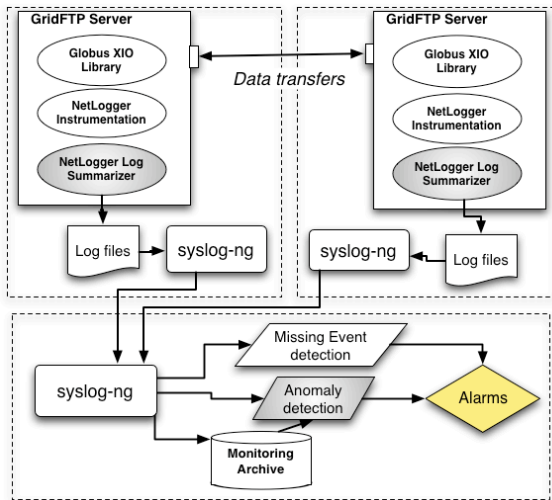 GridFTP Server
Globus XIO
Library
NetLogger
Instrumentation
NetLogger Log
Summarizer
Log files
syslog-ng
Data transfers
GridFTP Server
Globus XIO
Library
NetLogger
Instrumentation
NetLogger Log
Summarizer
syslog-ng
Log files
syslog-ng
Missing Event
detection
Anomaly
detection
Alarms
Monitoring
Archive